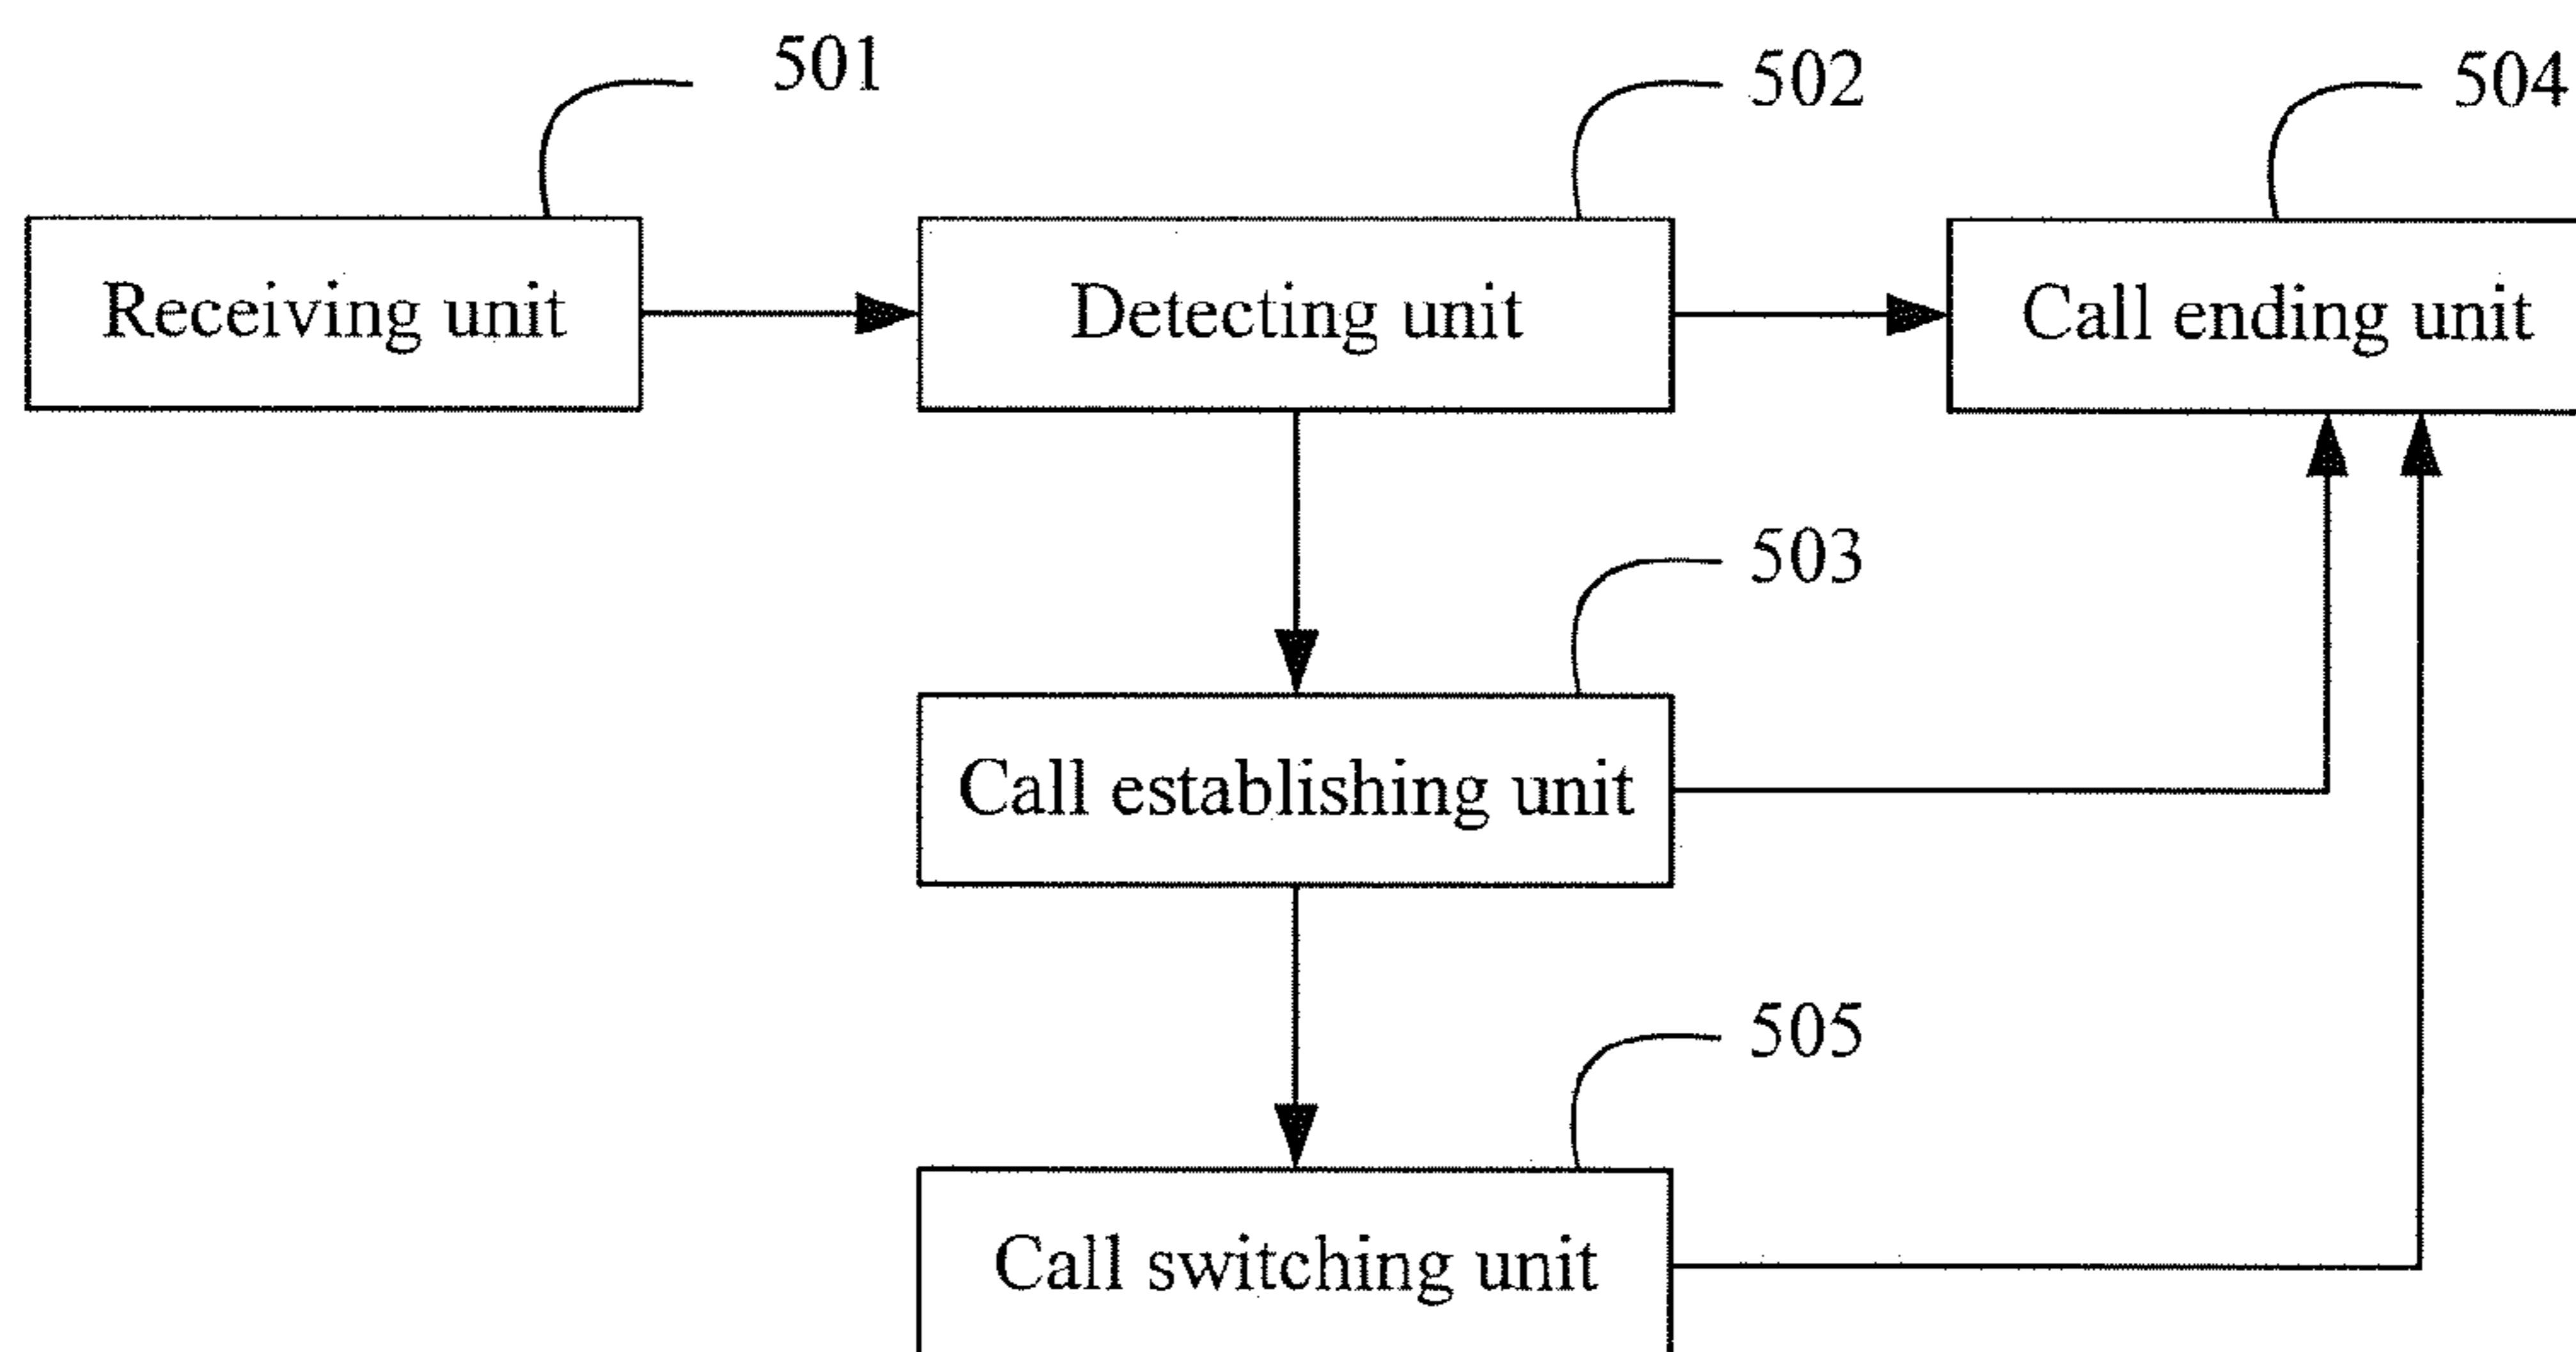 501
502
504
Receiving unit
Detecting unit
Call ending unit
503
Call establishing unit
505
Call switching unit